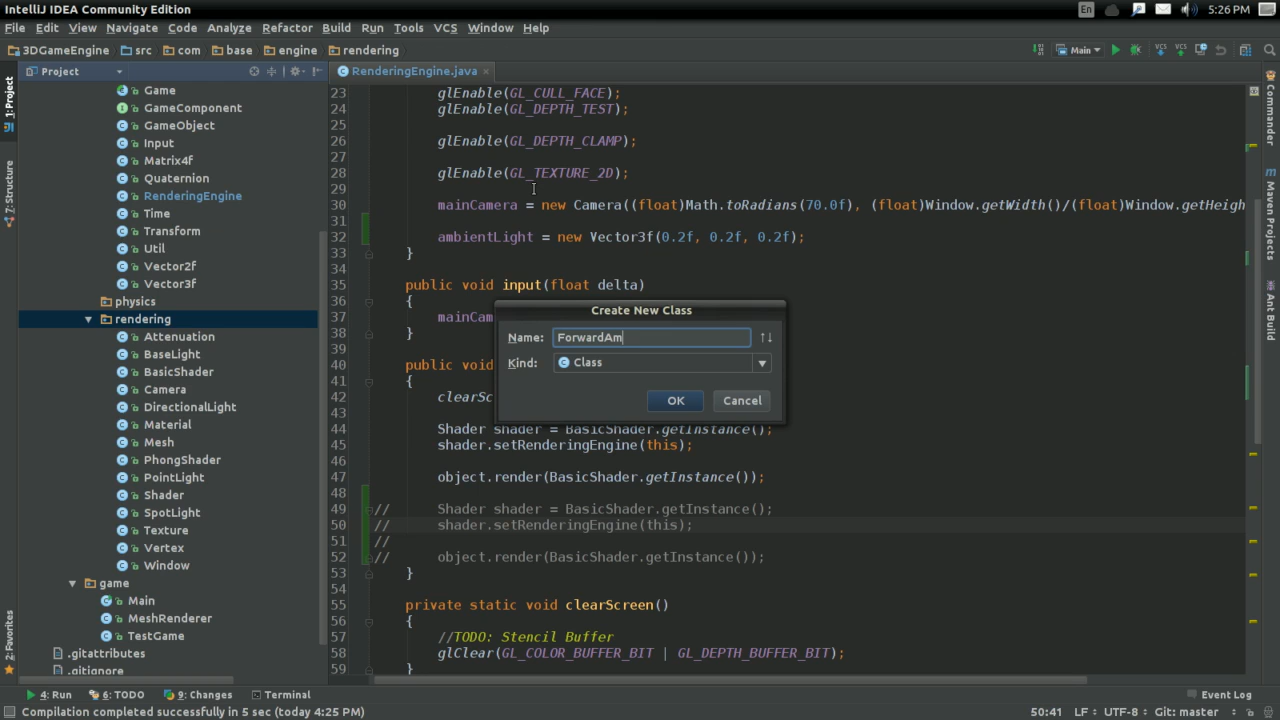 IntelliJ IDEA Community Edition
En
5:26 PM
File Edit View Navigate Code Analyze Refactor Build Run Tools VCS Window Help
3DGameEngine src com base engine rendering
Main
VCS VCS
Project
RenderingEngine.java
1: Project
7: Structure
2: Favorites
Game
GameComponent
GameObject
Input
Matrix4f
Quaternion
RenderingEngine
Time
Transform
Util
Vector2f
Vector3f
physics
rendering
Attenuation
BaseLight
BasicShader
Camera
DirectionalLight
Material
Mesh
PhongShader
PointLight
Shader
SpotLight
Texture
Vertex
Window
game
Main
MeshRenderer
TestGame
.gitattributes
.gitignore
23 glEnable(GL_CULL_FACE);
24 glEnable(GL_DEPTH_TEST);
25
26 glEnable(GL_DEPTH_CLAMP);
27
28 glEnable(GL_TEXTURE_2D);
29
30 mainCamera = new Camera((float)Math.toRadians(70.0f), (float)Window.getWidth()/(float)Window.getHeigh
31
32 ambientLight = new Vector3f(0.2f, 0.2f, 0.2f);
33 }
34
35 public void input(float delta)
36 {
37 mainCam
38 }
39
40 public void
41 {
42 clearSc
43
44 Shader shader = BasicShader.getInstance();
45 shader.setRenderingEngine(this);
46
47 object.render(BasicShader.getInstance());
48
49 // Shader shader = BasicShader.getInstance();
50 // shader.setRenderingEngine(this);
51 //
52 // object.render(BasicShader.getInstance());
53 }
54
55 private static void clearScreen()
56 {
57 //TODO: Stencil Buffer
58 glClear(GL_COLOR_BUFFER_BIT | GL_DEPTH_BUFFER_BIT);
59 }
Create New Class
Name: ForwardAm
Kind: Class
OK Cancel
Commander
Maven Projects
Ant Build
4: Run 6: TODO 9: Changes Terminal
Event Log
Compilation completed successfully in 5 sec (today 4:25 PM)
50:41 LF UTF-8 Git: master